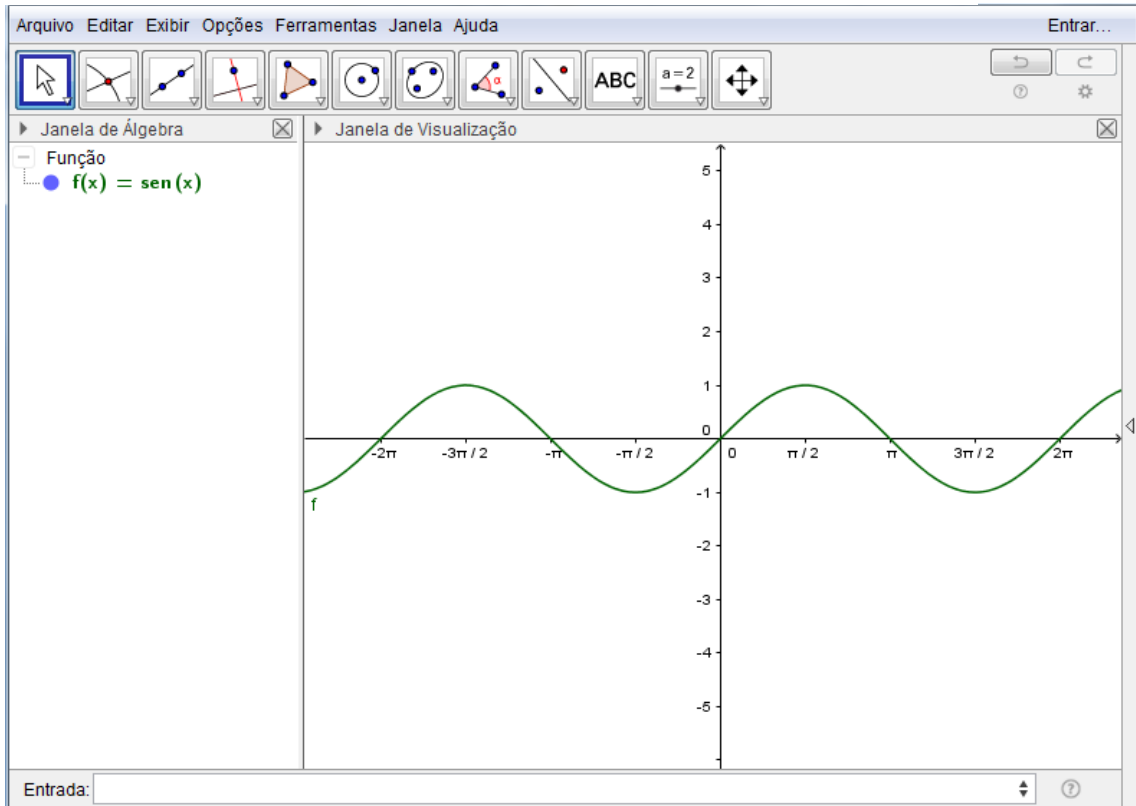 Arquivo Editar Exibir Opções Ferramentas Janela Ajuda Entrar...
ABC a=2
α
Janela de Álgebra
Janela de Visualização
Função
f(x) = sen(x)
5
4
3
2
1
0
-2π -3π/2 -π -π/2 0 π/2 π 3π/2 2π
-1
f
-2
-3
-4
-5
Entrada: